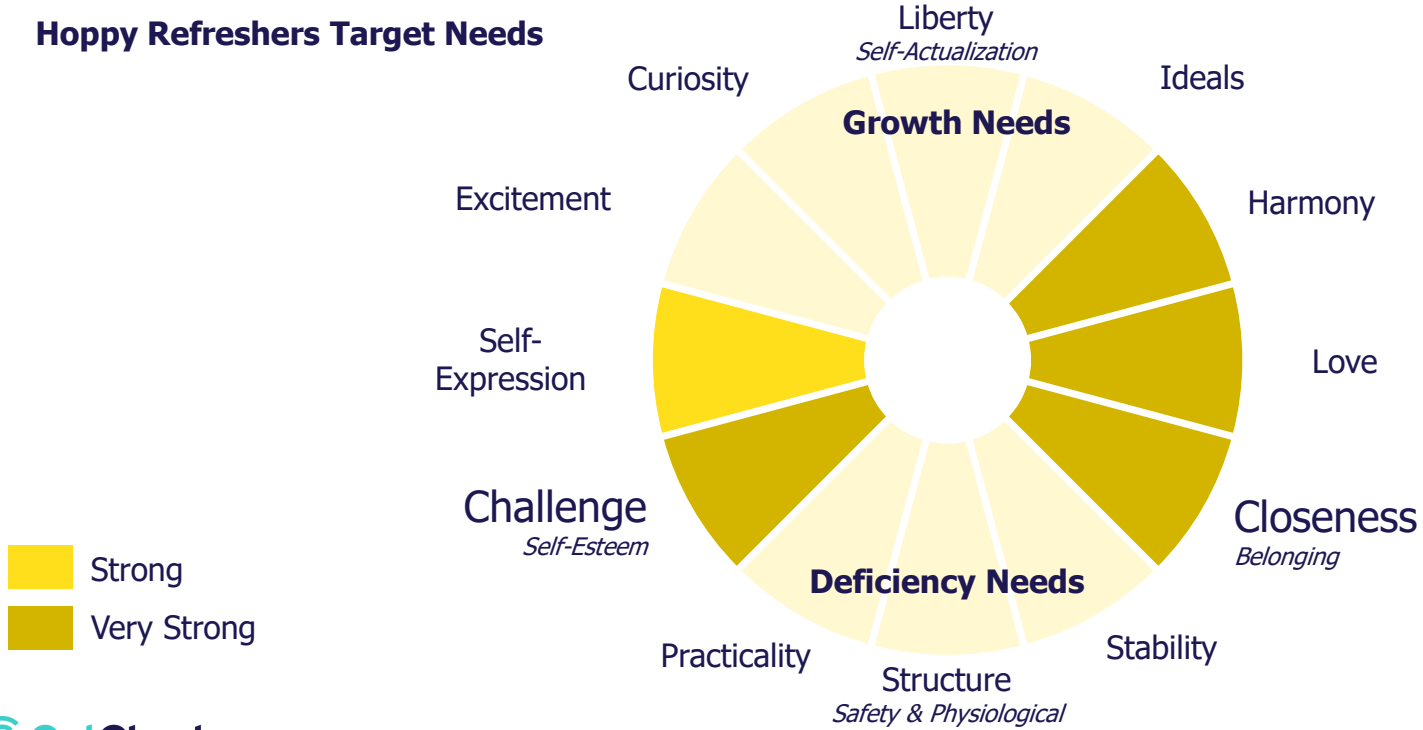 Hoppy Refreshers Target Needs
Liberty
Self-Actualization
Curiosity
Ideals
Growth Needs
Excitement
Harmony
Self-
Expression
Love
Challenge
Self-Esteem
Closeness
Belonging
Strong
Very Strong
Deficiency Needs
Practicality
Stability
Structure
Safety & Physiological